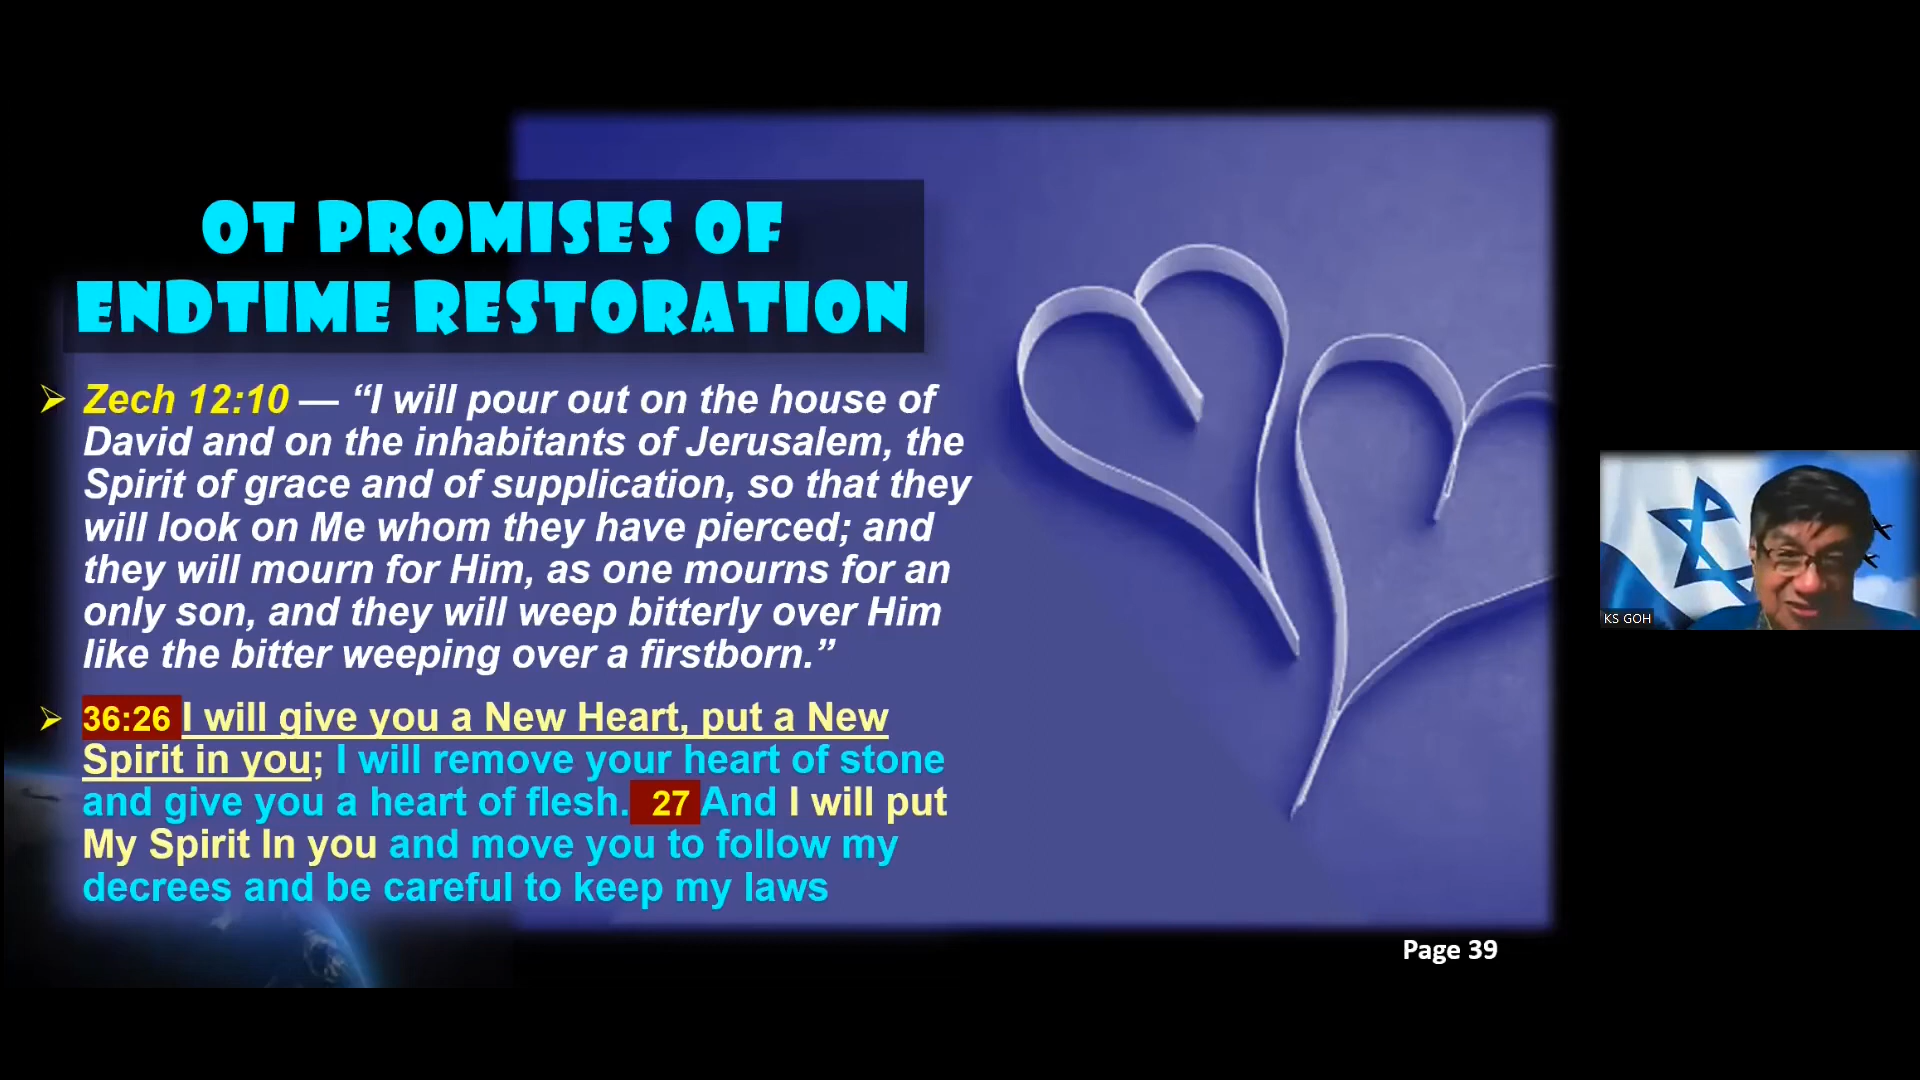 OT PROMISES OF
ENDTIME RESTORATION
Zech 12:10 — “I will pour out on the house of
David and on the inhabitants of Jerusalem, the
Spirit of grace and of supplication, so that they
will look on Me whom they have pierced; and
they will mourn for Him, as one mourns for an
only son, and they will weep bitterly over Him
like the bitter weeping over a firstborn.”
36:26 I will give you a New Heart, put a New
Spirit in you; I will remove your heart of stone
and give you a heart of flesh. 27 And I will put
My Spirit In you and move you to follow my
decrees and be careful to keep my laws
Page 39
KS GOH